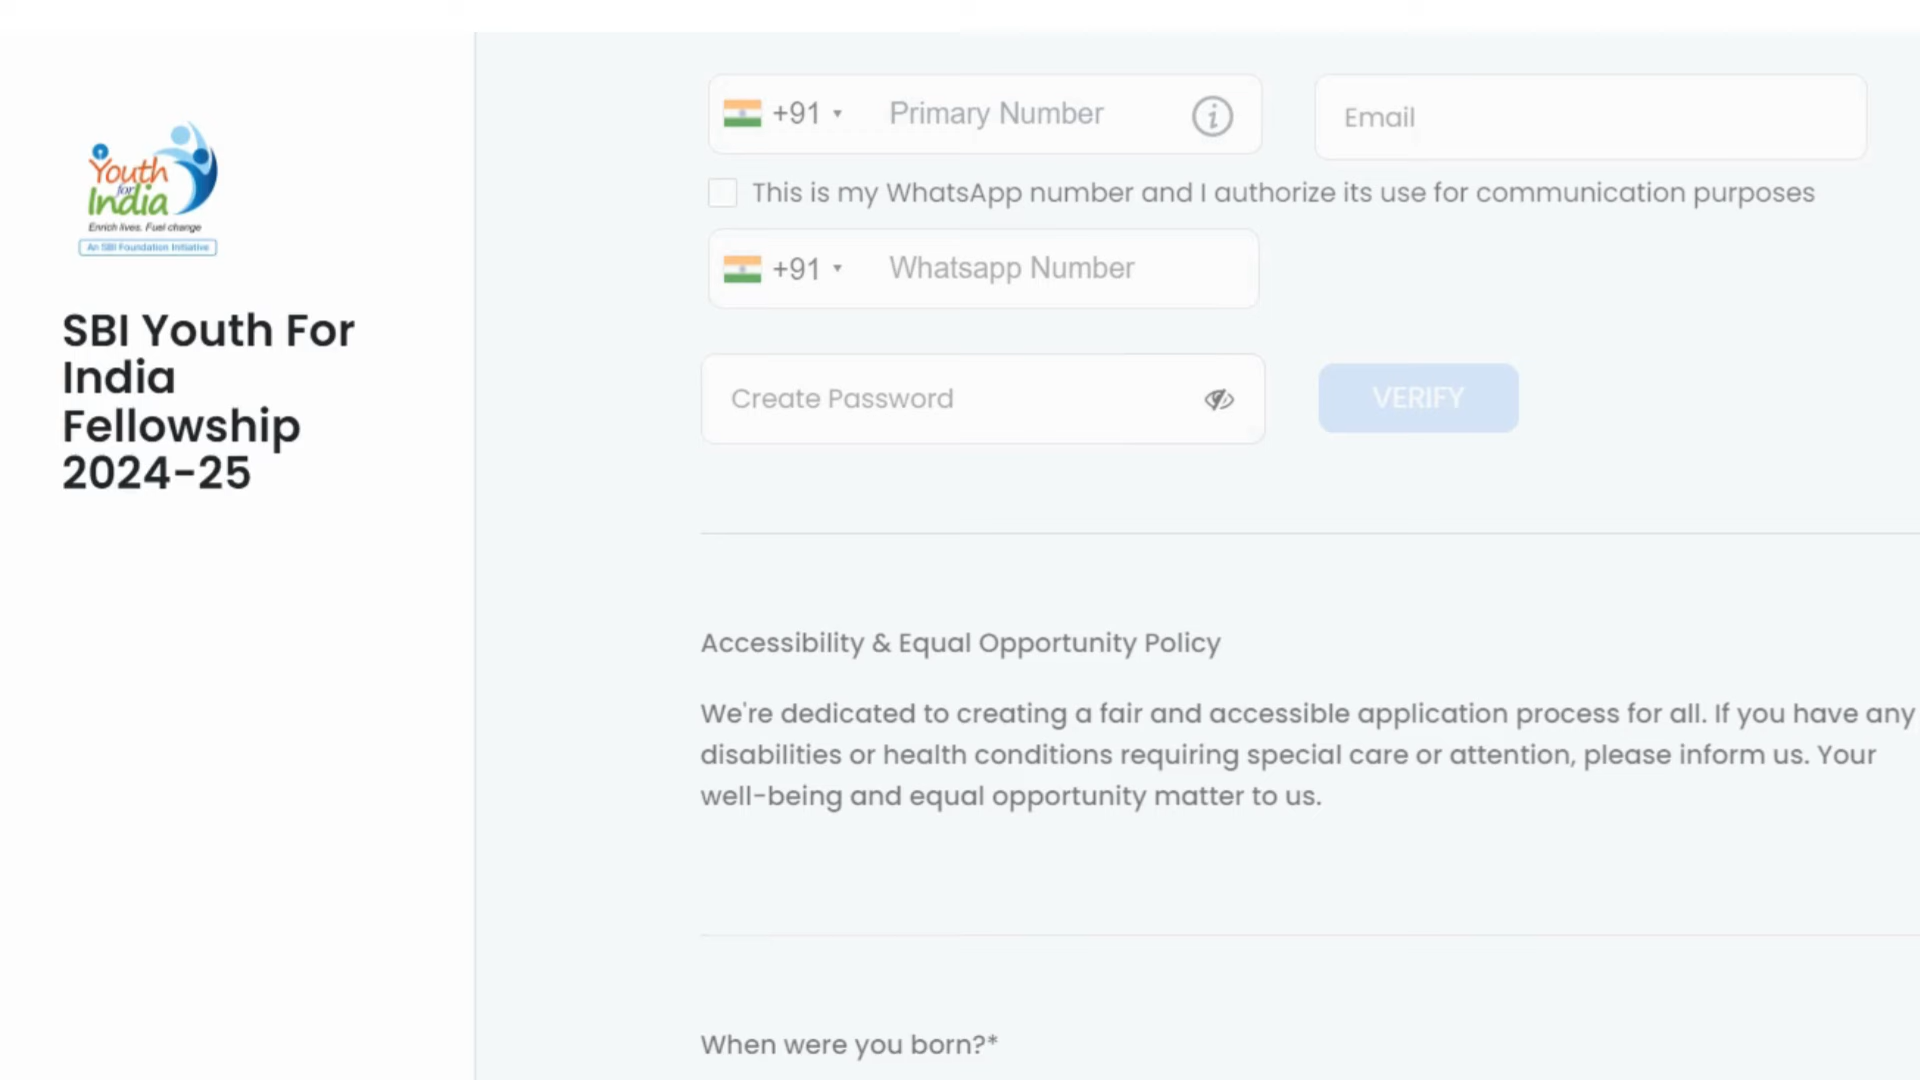 Youth
for
India
Enrich lives. Fuel change
An SBI Foundation Initiative
SBI Youth For
India
Fellowship
2024-25
+91 Primary Number
Email
This is my WhatsApp number and I authorize its use for communication purposes
+91 Whatsapp Number
Create Password
VERIFY
Accessibility & Equal Opportunity Policy
We're dedicated to creating a fair and accessible application process for all. If you have any
disabilities or health conditions requiring special care or attention, please inform us. Your
well-being and equal opportunity matter to us.
When were you born?*